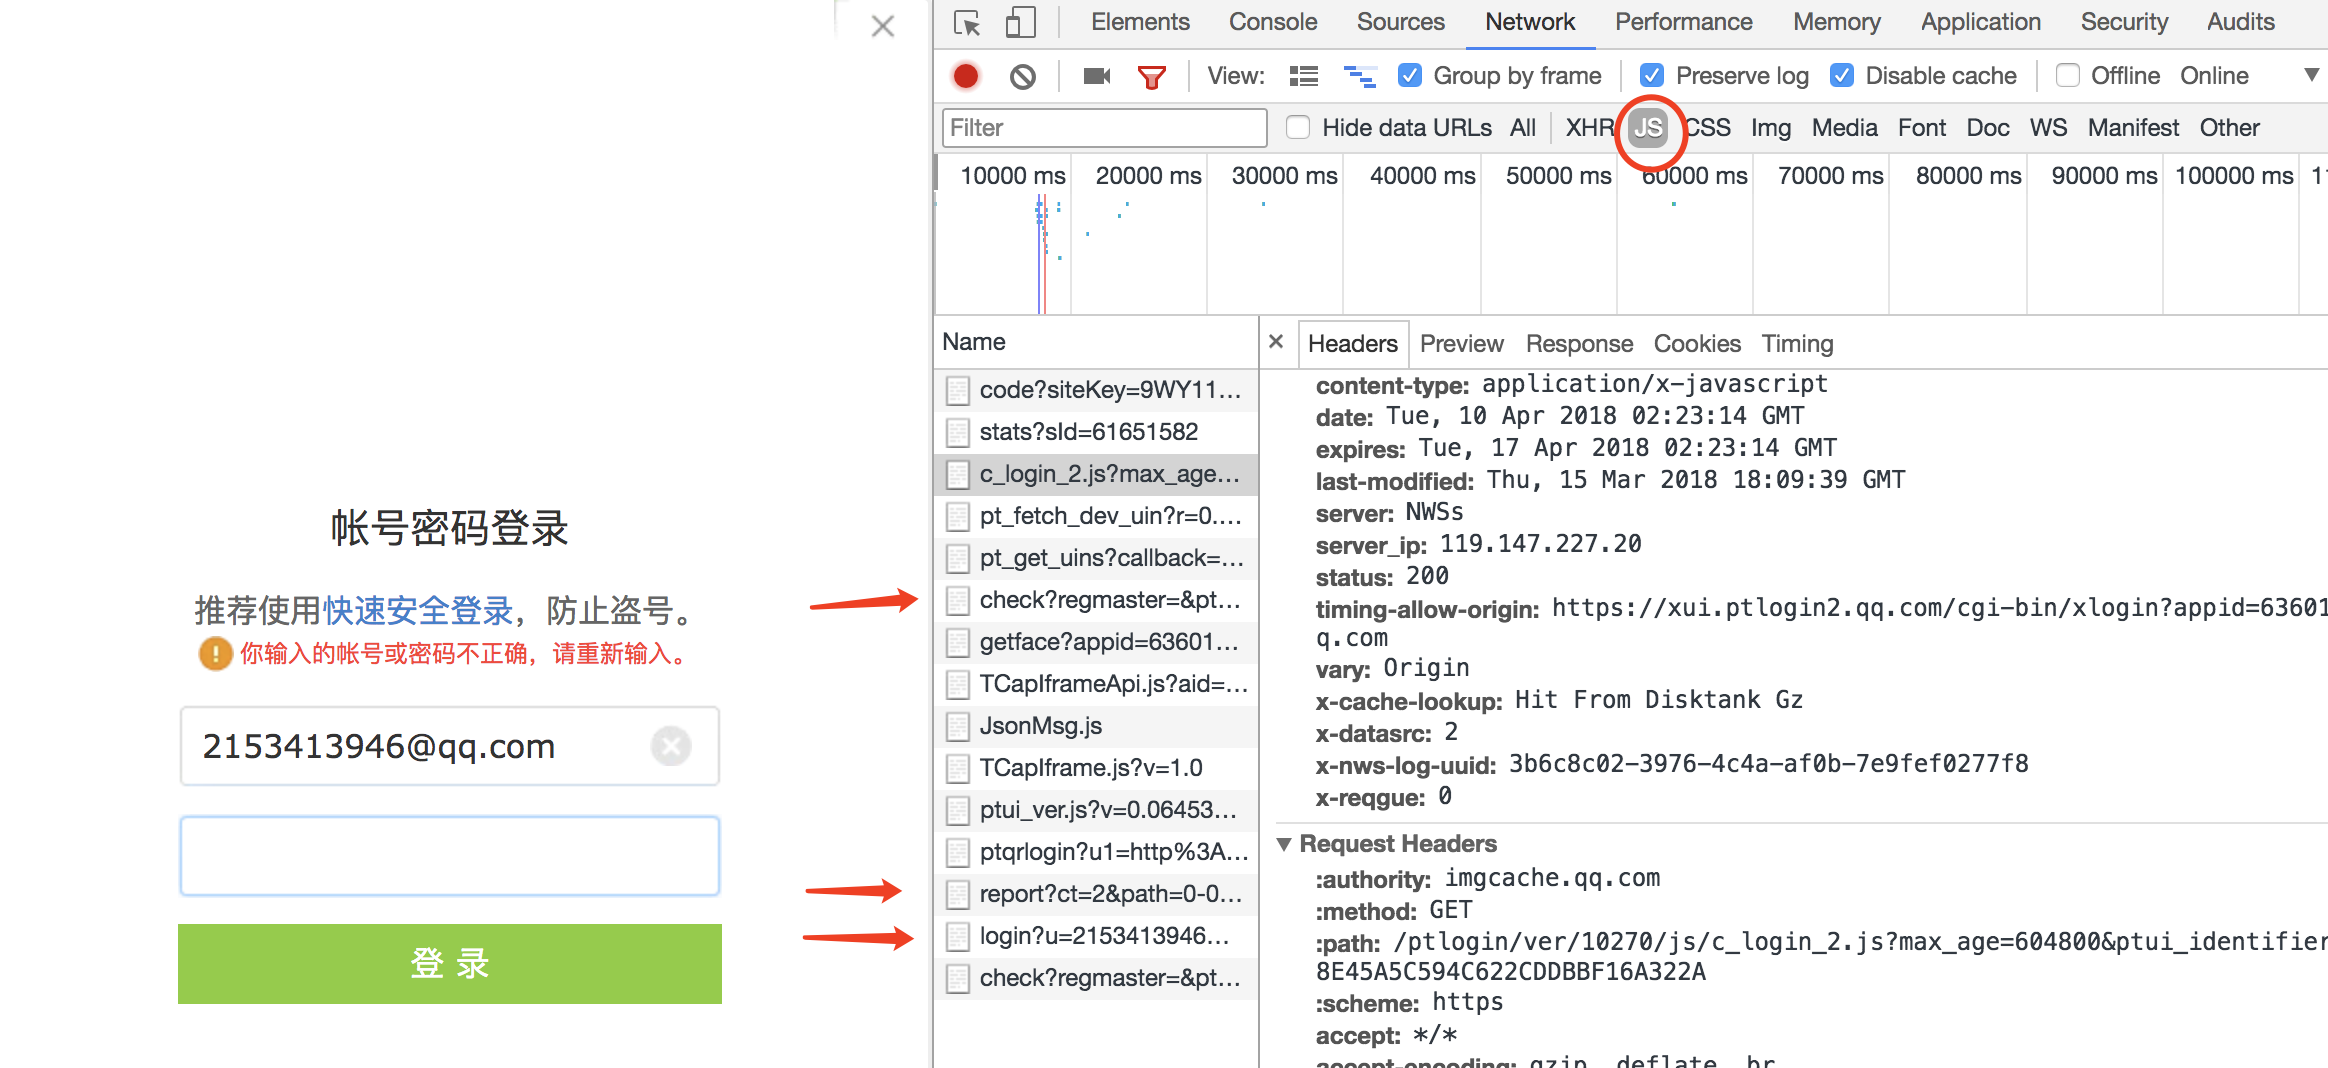 帐号密码登录
推荐使用快速安全登录，防止盗号。
你输入的帐号或密码不正确，请重新输入。
2153413946@qq.com
登 录
Elements Console Sources Network Performance Memory Application Security Audits
View: Group by frame Preserve log Disable cache Offline Online
Filter Hide data URLs All XHR JS CSS Img Media Font Doc WS Manifest Other
10000 ms 20000 ms 30000 ms 40000 ms 50000 ms 60000 ms 70000 ms 80000 ms 90000 ms 100000 ms
Name
code?siteKey=9WY11...
stats?sId=61651582
c_login_2.js?max_age...
pt_fetch_dev_uin?r=0....
pt_get_uins?callback=...
check?regmaster=&pt...
getface?appid=63601...
TCapIframeApi.js?aid=...
JsonMsg.js
TCapIframe.js?v=1.0
ptui_ver.js?v=0.06453...
ptqrlogin?u1=http%3A...
report?ct=2&path=0-0...
login?u=2153413946...
check?regmaster=&pt...
Headers Preview Response Cookies Timing
content-type: application/x-javascript
date: Tue, 10 Apr 2018 02:23:14 GMT
expires: Tue, 17 Apr 2018 02:23:14 GMT
last-modified: Thu, 15 Mar 2018 18:09:39 GMT
server: NWSs
server_ip: 119.147.227.20
status: 200
timing-allow-origin: https://xui.ptlogin2.qq.com/cgi-bin/xlogin?appid=63601
q.com
vary: Origin
x-cache-lookup: Hit From Disktank Gz
x-datasrc: 2
x-nws-log-uuid: 3b6c8c02-3976-4c4a-af0b-7e9fef0277f8
x-reqgue: 0
Request Headers
:authority: imgcache.qq.com
:method: GET
:path: /ptlogin/ver/10270/js/c_login_2.js?max_age=604800&ptui_identifier
8E45A5C594C622CDDBBF16A322A
:scheme: https
accept: */*
accept-encoding: gzip, deflate, br